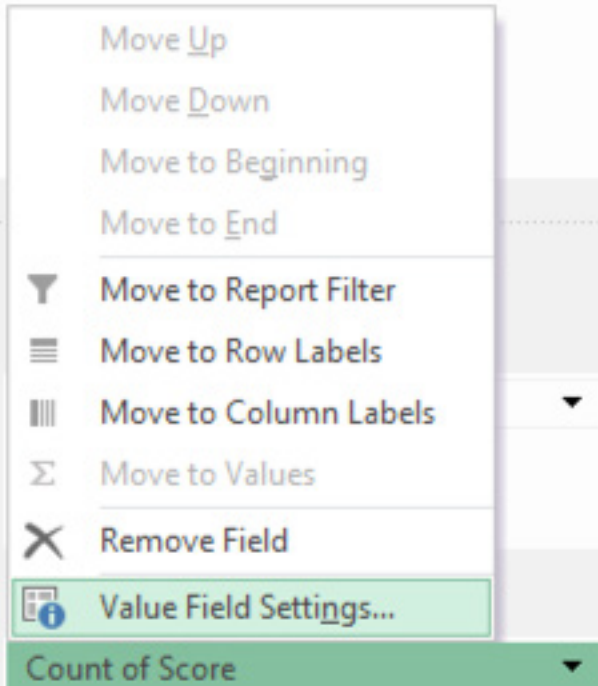 Move Up
Move Down
Move to Beginning
Move to End
Move to Report Filter
Move to Row Labels
Move to Column Labels
Move to Values
Remove Field
Value Field Settings...
Count of Score